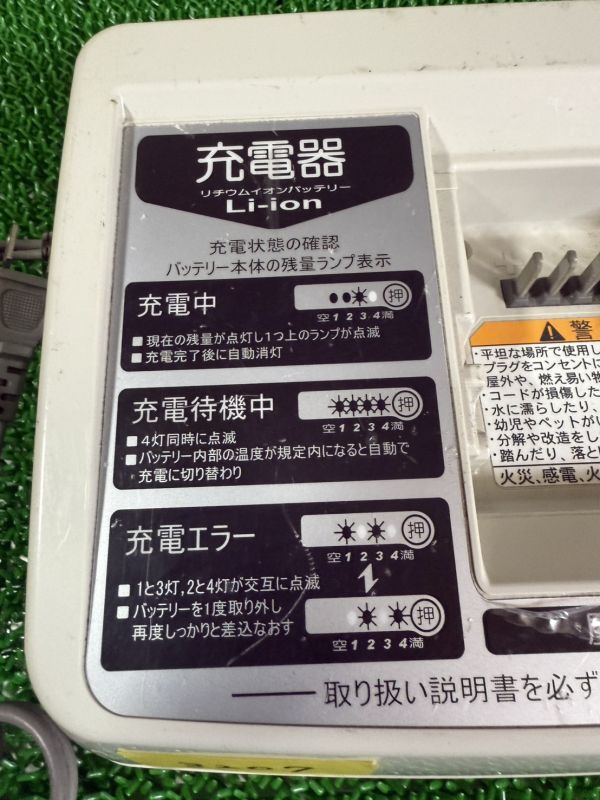 充電器
リチウムイオンバッテリー
Li-ion
充電状態の確認
バッテリー本体の残量ランプ表示
充電中
押
空1234満
■現在の残量が点灯し1つ上のランプが点滅
■充電完了後に自動消灯
充電待機中
押
空1234満
■4灯同時に点滅
■バッテリー内部の温度が規定内になると自動で
充電に切り替わり
充電エラー
押
空1234満
■1と3灯,2と4灯が交互に点滅
■バッテリーを1度取り外し
再度しっかりと差込なおす
押
空1234満
取り扱い説明書を必ず
警
・平坦な場所で使用し
プラグをコンセントに
屋外や、燃え易い物
・コードが損傷した
・水に濡らしたり、
・幼児やペットがい
・分解や改造をし
・踏んだり、落と
火災、感電、火